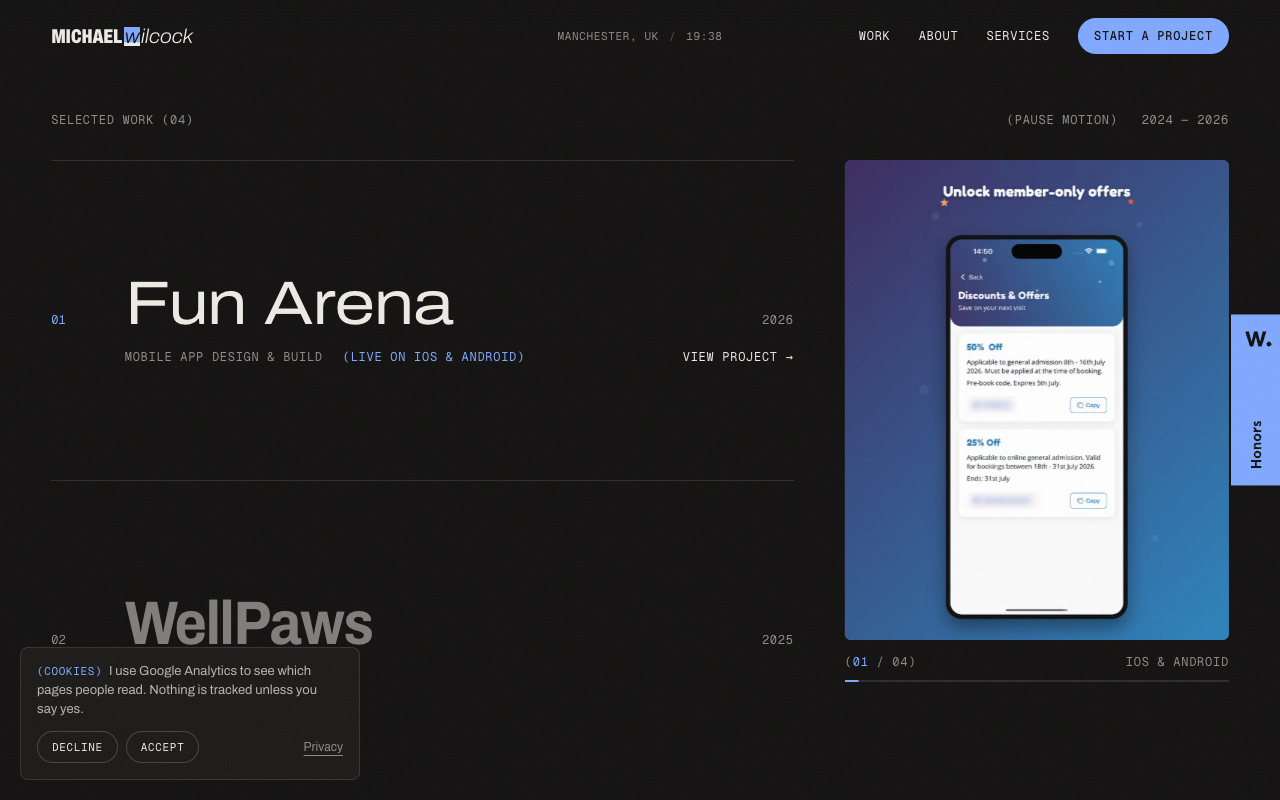 MICHAELwilcock
MANCHESTER, UK / 19:38
WORK
ABOUT
SERVICES
START A PROJECT
SELECTED WORK (04)
(PAUSE MOTION)
2024 — 2026
01
Fun Arena
2026
MOBILE APP DESIGN & BUILD
(LIVE ON IOS & ANDROID)
VIEW PROJECT →
Unlock member-only offers
14:50
Back
Discounts & Offers
Save on your next visit
50% Off
Applicable to general admission 8th - 16th July
2026. Must be applied at the time of booking.
Pre-book code. Expires 5th July.
Copy
25% Off
Applicable to online general admission. Valid
for bookings between 18th - 31st July 2026.
Ends: 31st July
Copy
W.
Honors
02
WellPaws
2025
(01 / 04)
IOS & ANDROID
(COOKIES) I use Google Analytics to see which
pages people read. Nothing is tracked unless you
say yes.
DECLINE
ACCEPT
Privacy